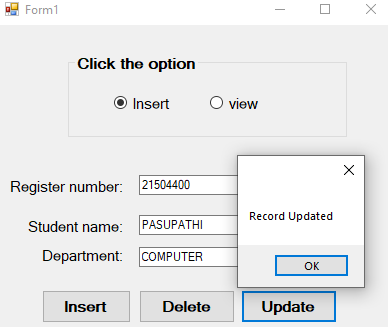 Form1
Click the option
Insert view
Register number: 21504400
Student name: PASUPATHI
Department: COMPUTER
Record Updated
OK
Insert Delete Update